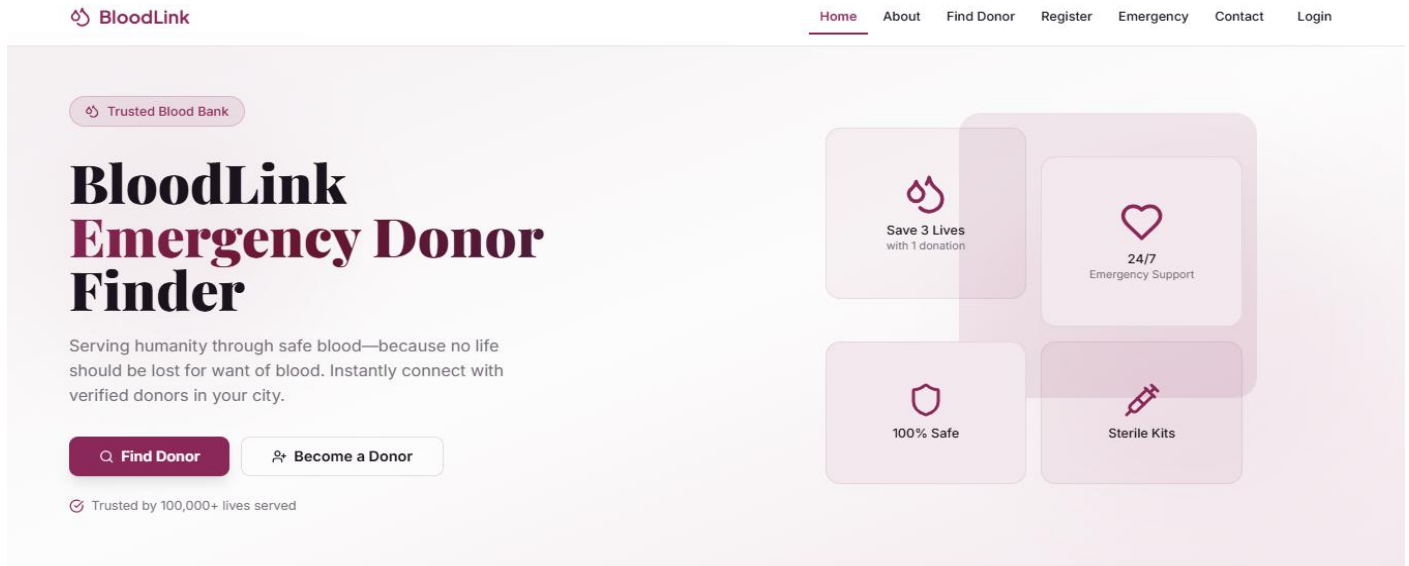 BloodLink
Home About Find Donor Register Emergency Contact Login
Trusted Blood Bank
BloodLink
Emergency Donor
Finder
Serving humanity through safe blood—because no life
should be lost for want of blood. Instantly connect with
verified donors in your city.
Find Donor
Become a Donor
Trusted by 100,000+ lives served
Save 3 Lives
with 1 donation
24/7
Emergency Support
100% Safe
Sterile Kits